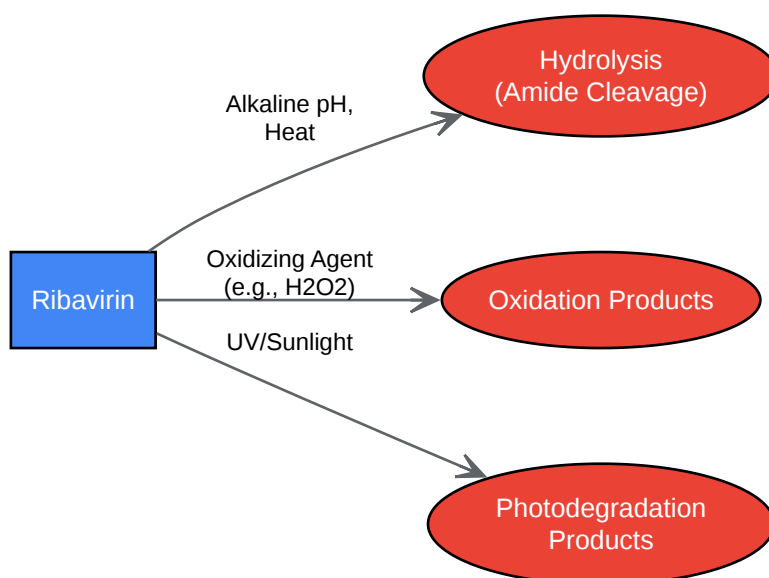 Hydrolysis
(Amide Cleavage)
Alkaline pH,
Heat
Oxidizing Agent
(e.g., H2O2)
Ribavirin
Oxidation Products
UV/Sunlight
Photodegradation
Products